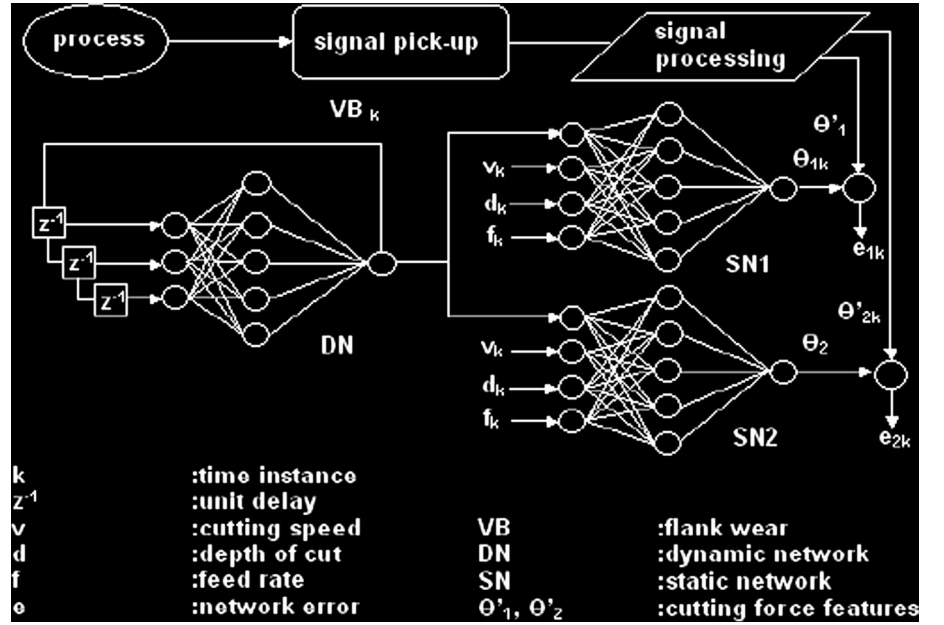 process
signal pick-up
signal
processing
VB k
Θ'1
Θ1k
vk
dk
fk
e1k
SN1
z-1
z-1
z-1
DN
Θ'2k
Θ2
vk
dk
fk
e2k
SN2
k :time instance
z-1 :unit delay
v :cutting speed
d :depth of cut
f :feed rate
e :network error
VB :flank wear
DN :dynamic network
SN :static network
Θ'1, Θ'2 :cutting force features